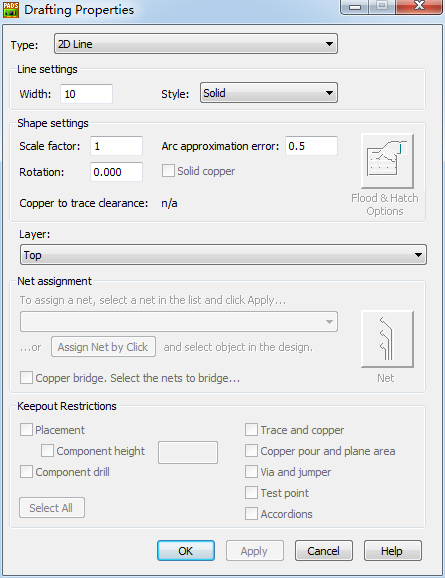 PADS Drafting Properties
Type: 2D Line
Line settings
Width: 10 Style: Solid
Shape settings
Scale factor: 1 Arc approximation error: 0.5
Rotation: 0.000 Solid copper
Copper to trace clearance: n/a
Flood & Hatch
Options
Layer:
Top
Net assignment
To assign a net, select a net in the list and click Apply...
...or Assign Net by Click and select object in the design.
Copper bridge. Select the nets to bridge...
Net
Keepout Restrictions
Placement
Component height
Component drill
Select All
Trace and copper
Copper pour and plane area
Via and jumper
Test point
Accordions
OK Apply Cancel Help